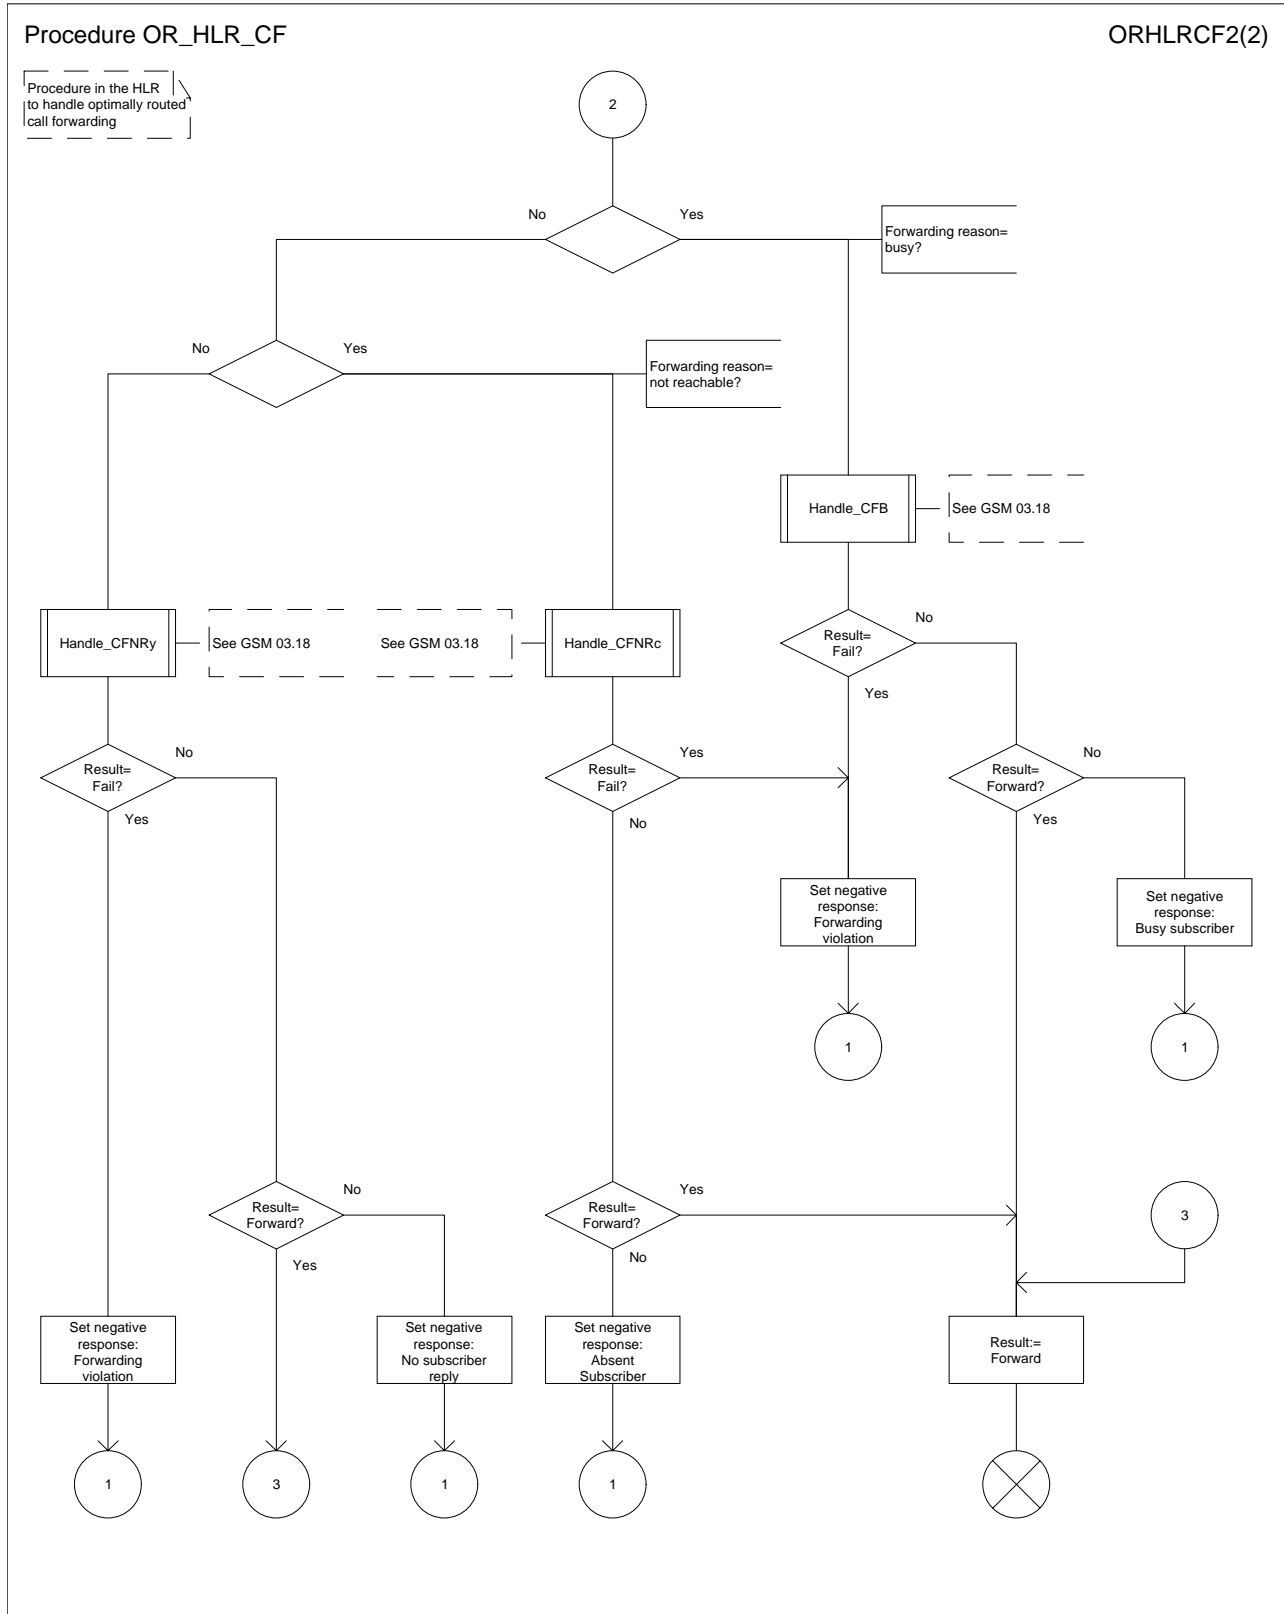 Procedure OR_HLR_CF
ORHLRCF2(2)
Procedure in the HLR
to handle optimally routed
call forwarding
2
No
Yes
Forwarding reason=
busy?
No
Yes
Forwarding reason=
not reachable?
Handle_CFB
See GSM 03.18
Handle_CFNRy
See GSM 03.18
See GSM 03.18
Handle_CFNRc
Result=
Fail?
No
Yes
Result=
Fail?
No
Yes
Result=
Fail?
Yes
No
Result=
Forward?
No
Yes
Set negative
response:
Forwarding
violation
Set negative
response:
Busy subscriber
1
1
Result=
Forward?
No
Yes
Result=
Forward?
Yes
No
3
Set negative
response:
Forwarding
violation
Set negative
response:
No subscriber
reply
Set negative
response:
Absent
Subscriber
Result:=
Forward
1
3
1
1